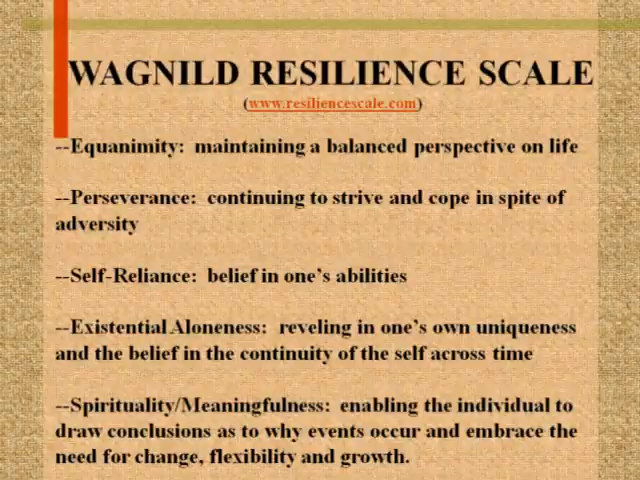 WAGNILD RESILIENCE SCALE
(www.resiliencescale.com)
--Equanimity: maintaining a balanced perspective on life
--Perseverance: continuing to strive and cope in spite of
adversity
--Self-Reliance: belief in one's abilities
--Existential Aloneness: reveling in one's own uniqueness
and the belief in the continuity of the self across time
--Spirituality/Meaningfulness: enabling the individual to
draw conclusions as to why events occur and embrace the
need for change, flexibility and growth.